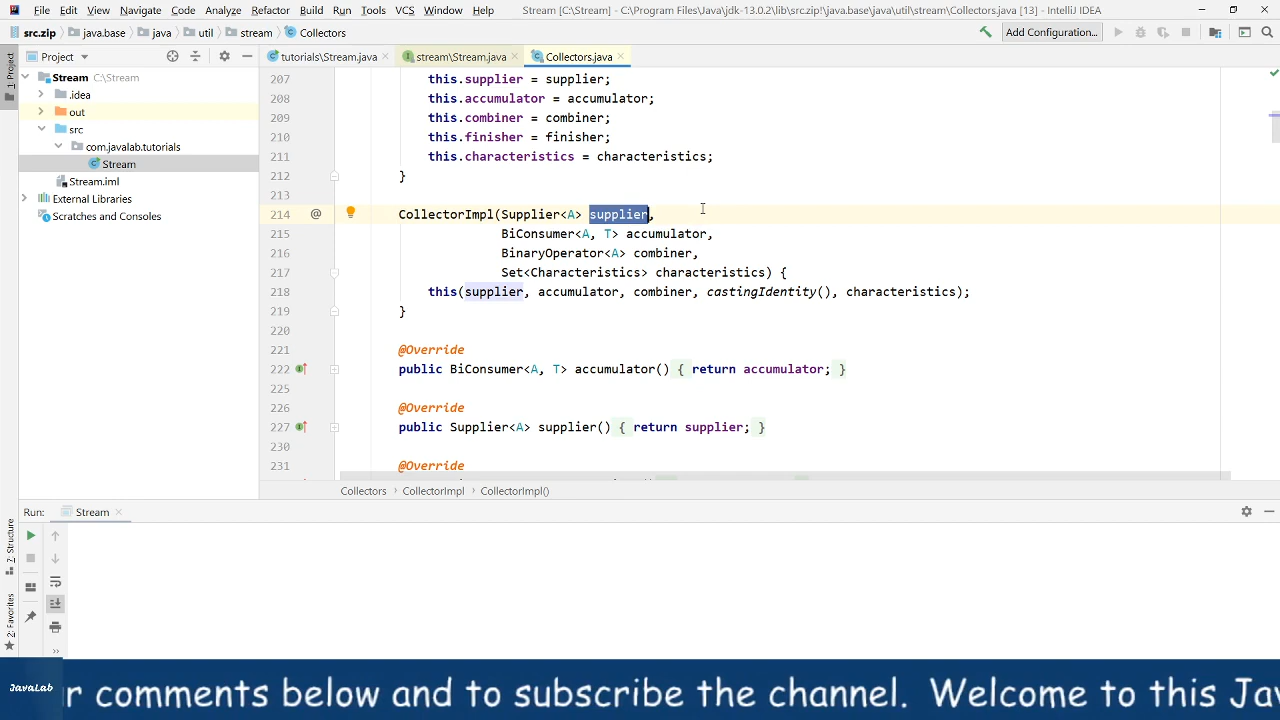 File Edit View Navigate Code Analyze Refactor Build Run Tools VCS Window Help Stream [C:\Stream] - C:\Program Files\Java\jdk-13.0.2\lib\src.zip!\java.base\java\util\stream\Collectors.java [13] - IntelliJ IDEA
src.zip java.base java util stream Collectors Add Configuration...
Project tutorials\Stream.java stream\Stream.java Collectors.java
1: Project
Stream C:\Stream
.idea
out
src
com.javalab.tutorials
Stream
Stream.iml
External Libraries
Scratches and Consoles
207 this.supplier = supplier;
208 this.accumulator = accumulator;
209 this.combiner = combiner;
210 this.finisher = finisher;
211 this.characteristics = characteristics;
212 }
213
214 @ CollectorImpl(Supplier<A> supplier,
215 BiConsumer<A, T> accumulator,
216 BinaryOperator<A> combiner,
217 Set<Characteristics> characteristics) {
218 this(supplier, accumulator, combiner, castingIdentity(), characteristics);
219 }
220
221 @Override
222 public BiConsumer<A, T> accumulator() { return accumulator; }
225
226 @Override
227 public Supplier<A> supplier() { return supplier; }
230
231 @Override
Collectors CollectorImpl CollectorImpl()
Run: Stream
7: Structure
2: Favorites
JavaLab ur comments below and to subscribe the channel. Welcome to this Jav